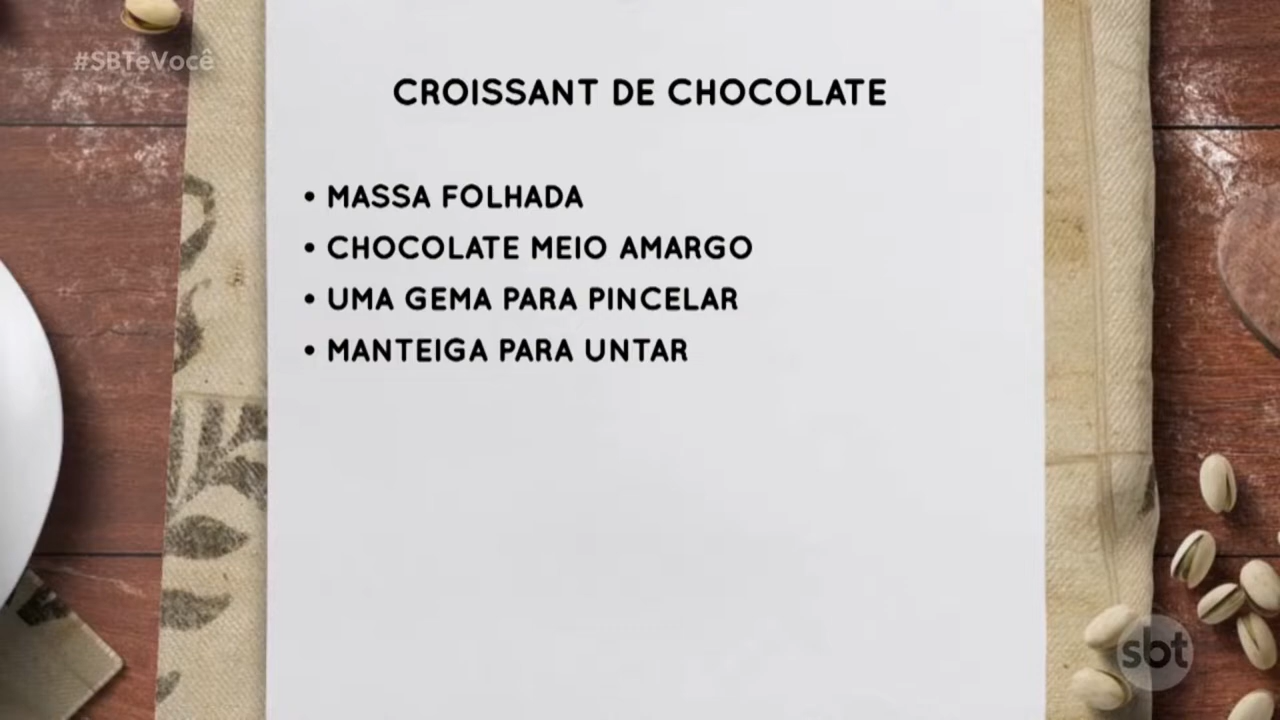 #SBTeVocê
CROISSANT DE CHOCOLATE
• MASSA FOLHADA
• CHOCOLATE MEIO AMARGO
• UMA GEMA PARA PINCELAR
• MANTEIGA PARA UNTAR
sbt